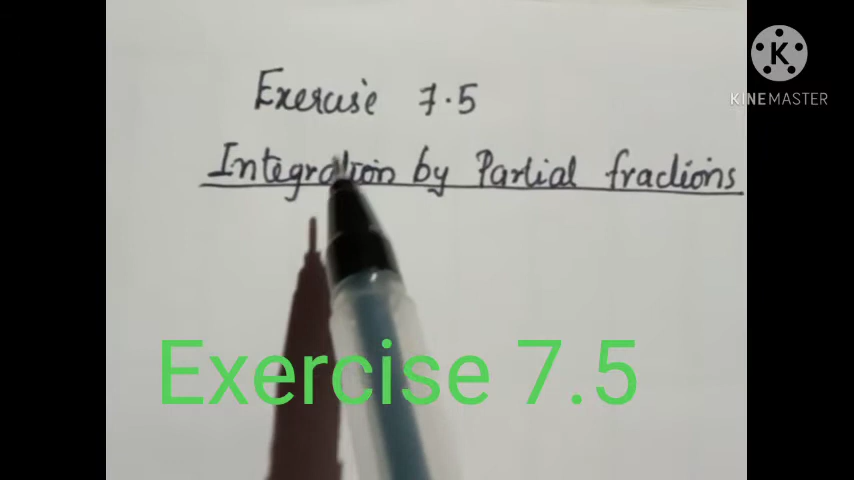 Exercise 7.5
Integration by Partial fractions
Exercise 7.5
K
KINEMASTER